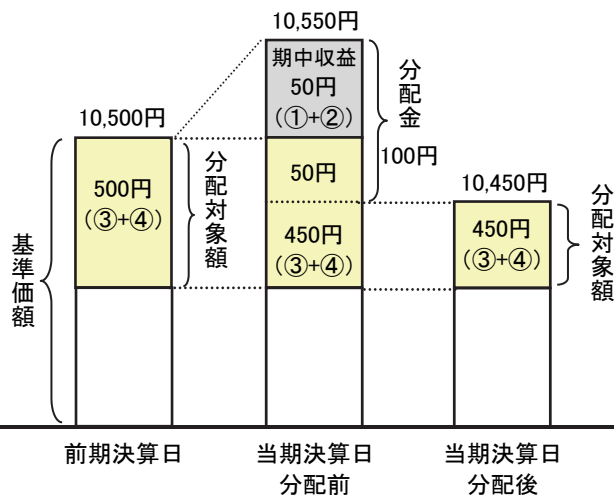 10,550円
期中収益
50円
(①+②)
分配金
100円
10,500円
500円
(③+④)
分配対象額
50円
450円
(③+④)
10,450円
450円
(③+④)
分配対象額
基準価額
前期決算日
当期決算日
分配前
当期決算日
分配後